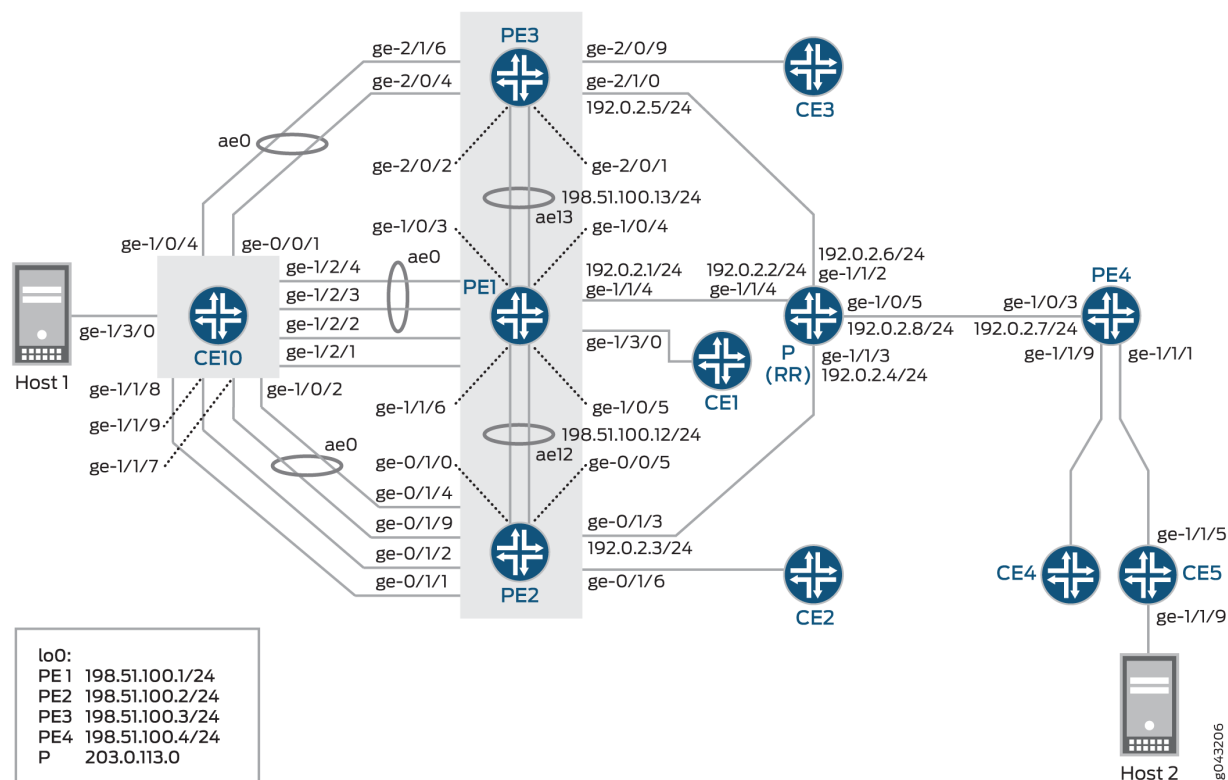 PE3
ge-2/1/6
ge-2/0/9
ge-2/0/4
ge-2/1/0
192.0.2.5/24
CE3
ae0
ge-2/0/2
ge-2/0/1
198.51.100.13/24
ae13
ge-1/0/3
ge-1/0/4
ge-1/0/4
ge-0/0/1
ae0
192.0.2.6/24
ge-1/1/2
ge-1/2/4
ge-1/2/3
ge-1/2/2
ge-1/2/1
PE1
192.0.2.1/24
ge-1/1/4
192.0.2.2/24
ge-1/1/4
ge-1/0/5
192.0.2.8/24
ge-1/0/3
192.0.2.7/24
PE4
Host 1
ge-1/3/0
CE10
ge-1/3/0
CE1
P
(RR)
ge-1/1/3
192.0.2.4/24
ge-1/1/9
ge-1/1/1
ge-1/1/8
ge-1/1/9
ge-1/1/7
ge-1/0/2
ge-1/1/6
ge-1/0/5
198.51.100.12/24
ae12
ae0
ge-0/1/0
ge-0/0/5
ge-0/1/4
ge-0/1/9
ge-0/1/2
ge-0/1/1
ge-0/1/3
192.0.2.3/24
ge-0/1/6
PE2
CE2
CE4
ge-1/1/5
CE5
ge-1/1/9
Host 2
lo0:
PE1 198.51.100.1/24
PE2 198.51.100.2/24
PE3 198.51.100.3/24
PE4 198.51.100.4/24
P 203.0.113.0
g043206